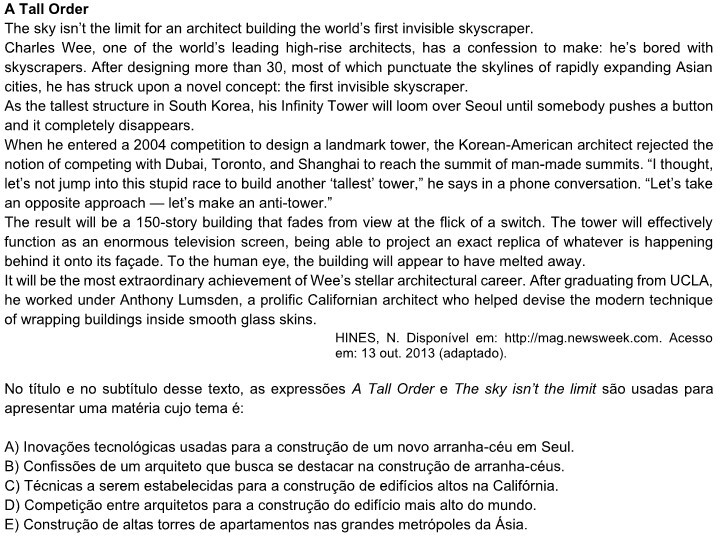 A Tall Order
The sky isn't the limit for an architect building the world's first invisible skyscraper.
Charles Wee, one of the world's leading high-rise architects, has a confession to make: he's bored with
skyscrapers. After designing more than 30, most of which punctuate the skylines of rapidly expanding Asian
cities, he has struck upon a novel concept: the first invisible skyscraper.
As the tallest structure in South Korea, his Infinity Tower will loom over Seoul until somebody pushes a button
and it completely disappears.
When he entered a 2004 competition to design a landmark tower, the Korean-American architect rejected the
notion of competing with Dubai, Toronto, and Shanghai to reach the summit of man-made summits. “I thought,
let's not jump into this stupid race to build another ‘tallest’ tower,” he says in a phone conversation. “Let's take
an opposite approach — let's make an anti-tower.”
The result will be a 150-story building that fades from view at the flick of a switch. The tower will effectively
function as an enormous television screen, being able to project an exact replica of whatever is happening
behind it onto its façade. To the human eye, the building will appear to have melted away.
It will be the most extraordinary achievement of Wee's stellar architectural career. After graduating from UCLA,
he worked under Anthony Lumsden, a prolific Californian architect who helped devise the modern technique
of wrapping buildings inside smooth glass skins.
HINES, N. Disponível em: http://mag.newsweek.com. Acesso
em: 13 out. 2013 (adaptado).
No título e no subtítulo desse texto, as expressões A Tall Order e The sky isn't the limit são usadas para
apresentar uma matéria cujo tema é:
A) Inovações tecnológicas usadas para a construção de um novo arranha-céu em Seul.
B) Confissões de um arquiteto que busca se destacar na construção de arranha-céus.
C) Técnicas a serem estabelecidas para a construção de edifícios altos na Califórnia.
D) Competição entre arquitetos para a construção do edifício mais alto do mundo.
E) Construção de altas torres de apartamentos nas grandes metrópoles da Ásia.